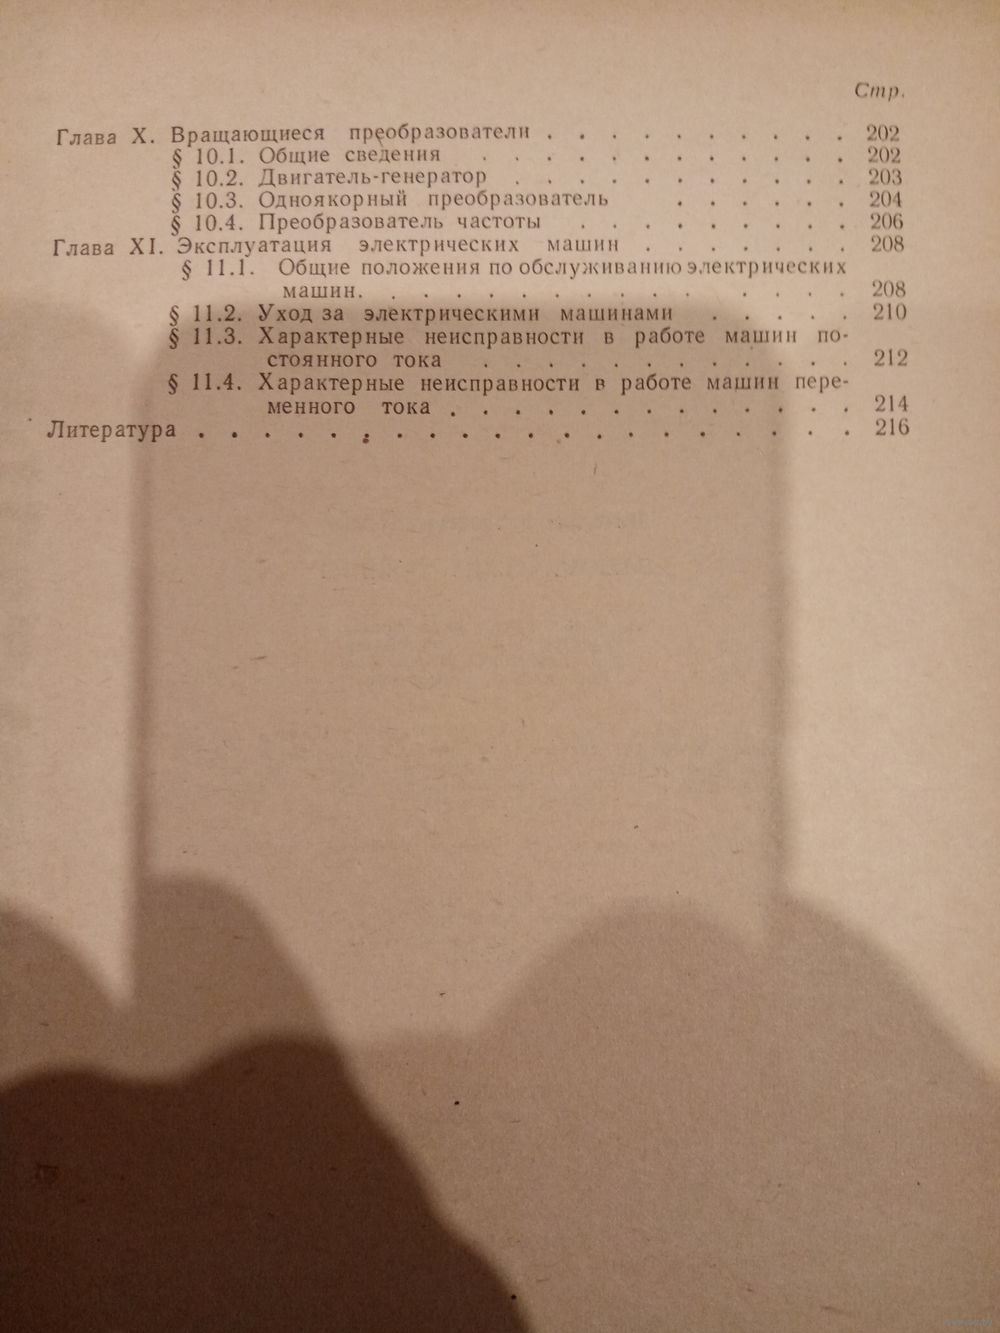 Стр.
Глава X. Вращающиеся преобразователи . . . . . . . . . . 202
§ 10.1. Общие сведения . . . . . . . . . . . . 202
§ 10.2. Двигатель-генератор . . . . . . . . . . . 203
§ 10.3. Одноякорный преобразователь . . . . . . 204
§ 10.4. Преобразователь частоты . . . . . . . . . 206
Глава XI. Эксплуатация электрических машин . . . . . . . 208
§ 11.1. Общие положения по обслуживанию электрических
машин. . . . . . . . . . . . . . . 208
§ 11.2. Уход за электрическими машинами . . . . . 210
§ 11.3. Характерные неисправности в работе машин по-
стоянного тока . . . . . . . . . . . . 212
§ 11.4. Характерные неисправности в работе машин пере-
менного тока . . . . . . . . . . . . . 214
Литература . . . . . . . . . . . . . . . . . . . . 216